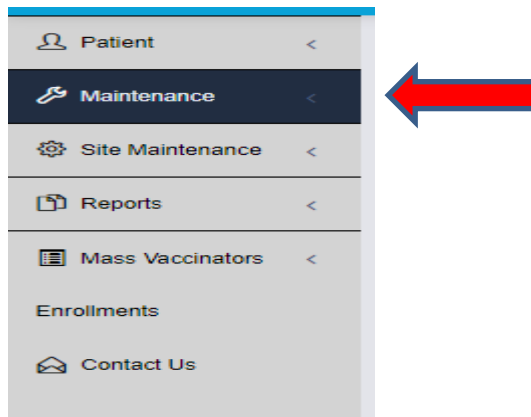 Patient <
Maintenance <
Site Maintenance <
Reports <
Mass Vaccinators <
Enrollments
Contact Us